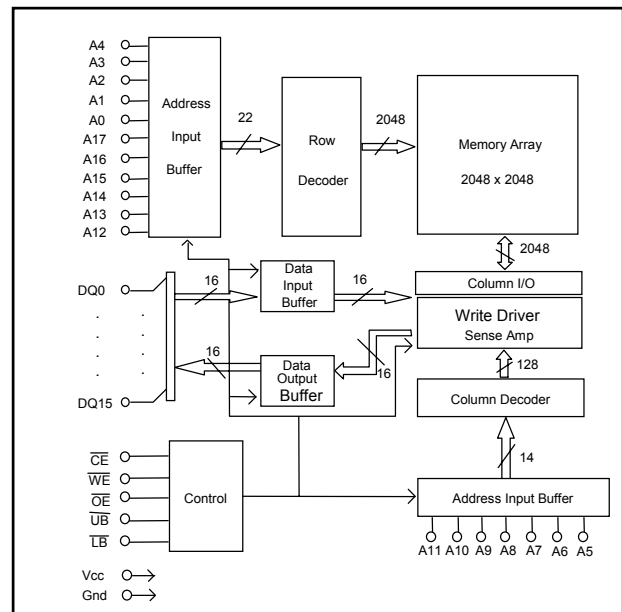 A4
A3
A2
A1
A0
A17
A16
A15
A14
A13
A12
Address
Input
Buffer
22
Row
Decoder
2048
Memory Array
2048 x 2048
2048
Column I/O
Write Driver
Sense Amp
128
Column Decoder
14
Address Input Buffer
A11 A10 A9 A8 A7 A6 A5
DQ0
DQ15
16
Data
Input
Buffer
16
16
Data
Output
Buffer
16
CE
WE
OE
UB
LB
Control
Vcc
Gnd